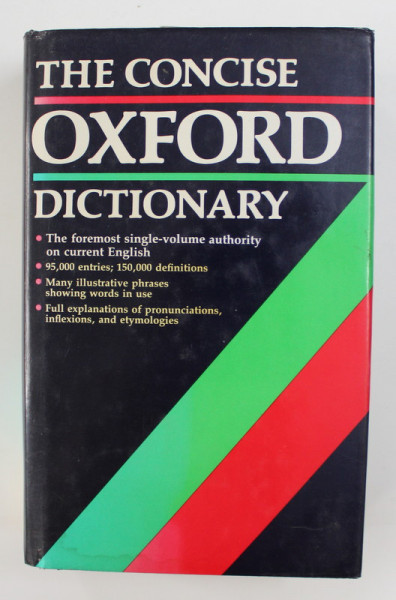 THE CONCISE
OXFORD
DICTIONARY
• The foremost single-volume authority
on current English
• 95,000 entries; 150,000 definitions
• Many illustrative phrases
showing words in use
• Full explanations of pronunciations,
inflexions, and etymologies